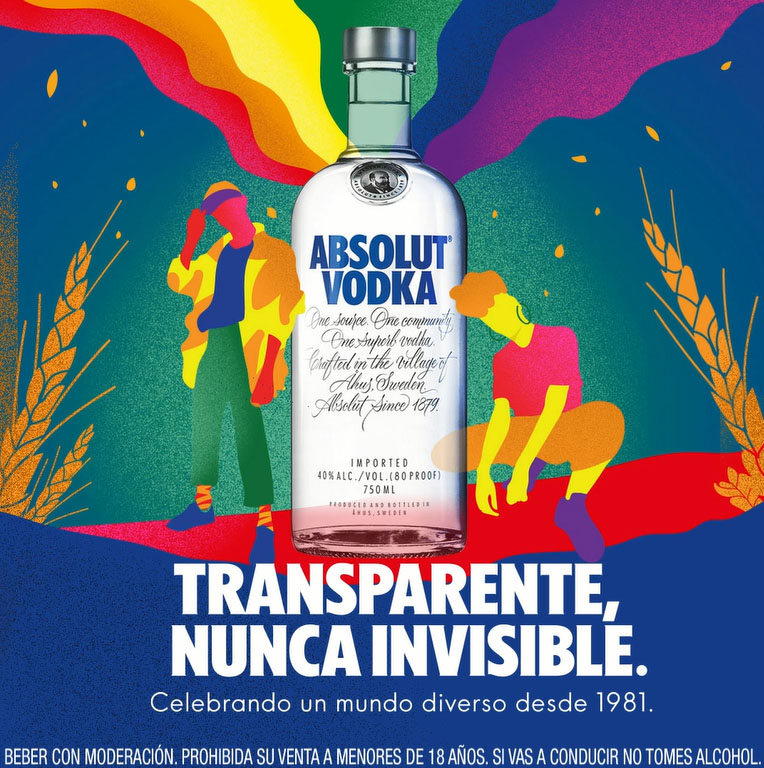 ABSOLUT®
VODKA
One source. One community.
One superb vodka.
Crafted in the village of
Åhus, Sweden.
Absolut Since 1879.
IMPORTED
40% ALC./VOL. (80 PROOF)
750ML
PRODUCED AND BOTTLED IN
ÅHUS, SWEDEN
TRANSPARENTE,
NUNCA INVISIBLE.
Celebrando un mundo diverso desde 1981.
BEBER CON MODERACIÓN. PROHIBIDA SU VENTA A MENORES DE 18 AÑOS. SI VAS A CONDUCIR NO TOMES ALCOHOL.